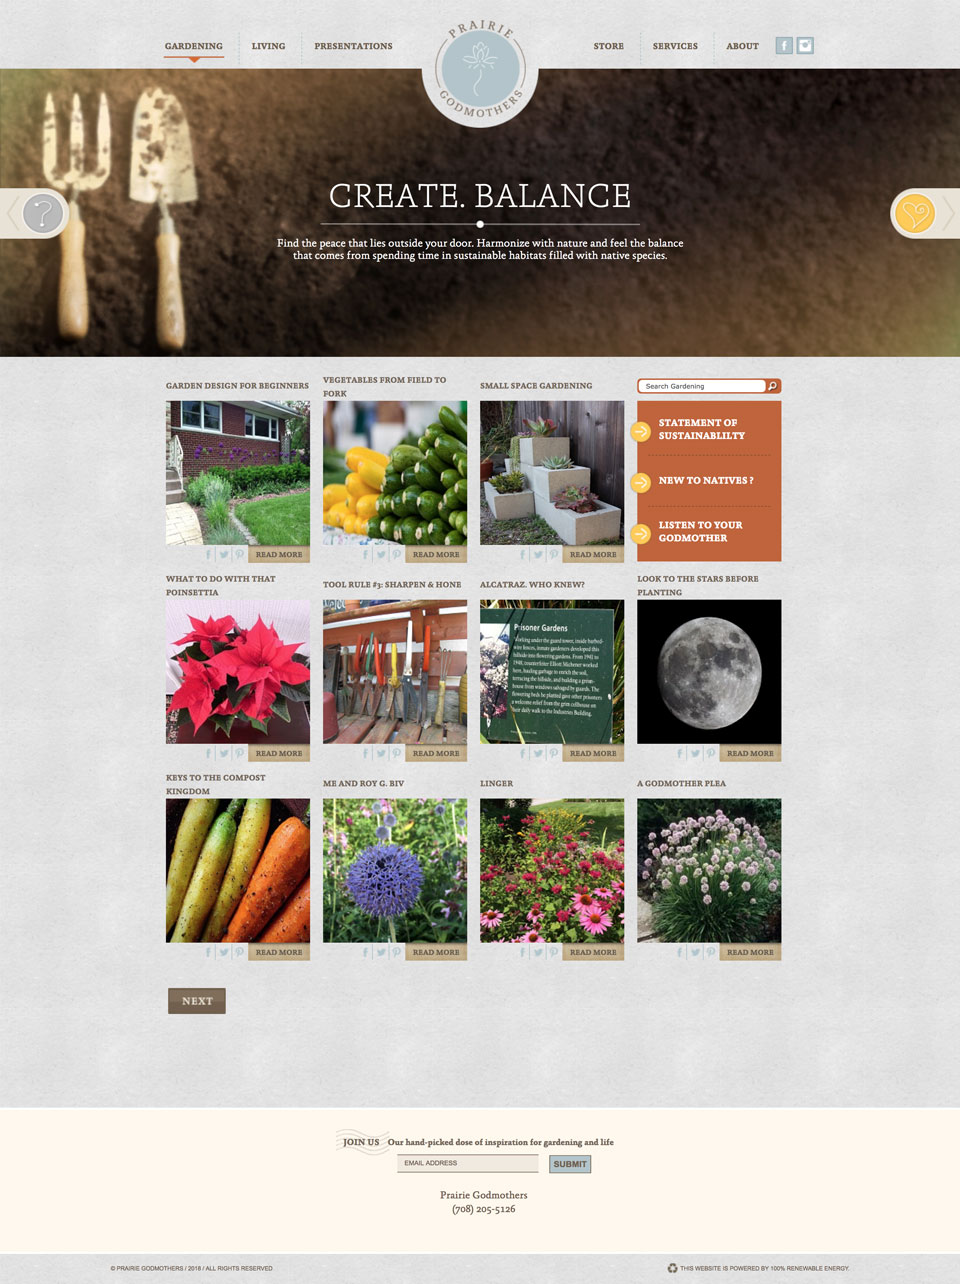 GARDENING
LIVING
PRESENTATIONS
PRAIRIE
GODMOTHERS
STORE
SERVICES
ABOUT
CREATE. BALANCE
Find the peace that lies outside your door. Harmonize with nature and feel the balance
that comes from spending time in sustainable habitats filled with native species.
GARDEN DESIGN FOR BEGINNERS
READ MORE
VEGETABLES FROM FIELD TO
FORK
READ MORE
SMALL SPACE GARDENING
READ MORE
Search Gardening
STATEMENT OF
SUSTAINABLILTY
NEW TO NATIVES ?
LISTEN TO YOUR
GODMOTHER
WHAT TO DO WITH THAT
POINSETTIA
READ MORE
TOOL RULE #3: SHARPEN & HONE
READ MORE
ALCATRAZ. WHO KNEW?
Prisoner Gardens
Working under the guard tower, inside barbed-
wire fences, inmate gardeners developed this
hillside into flowering gardens. From 1941 to
1948, counterfeiter Elliott Michener worked
here, hauling garbage to enrich the soil,
terracing the hillside, and building a green-
house from windows salvaged by guards. The
flowering beds he planted gave other prisoners
a welcome relief from the grim cellhouse on
their daily walk to the Industries Building.
READ MORE
LOOK TO THE STARS BEFORE
PLANTING
READ MORE
KEYS TO THE COMPOST
KINGDOM
READ MORE
ME AND ROY G. BIV
READ MORE
LINGER
READ MORE
A GODMOTHER PLEA
READ MORE
NEXT
JOIN US
Our hand-picked dose of inspiration for gardening and life
EMAIL ADDRESS
SUBMIT
Prairie Godmothers
(708) 205-5126
© PRAIRIE GODMOTHERS / 2018 / ALL RIGHTS RESERVED
THIS WEBSITE IS POWERED BY 100% RENEWABLE ENERGY.